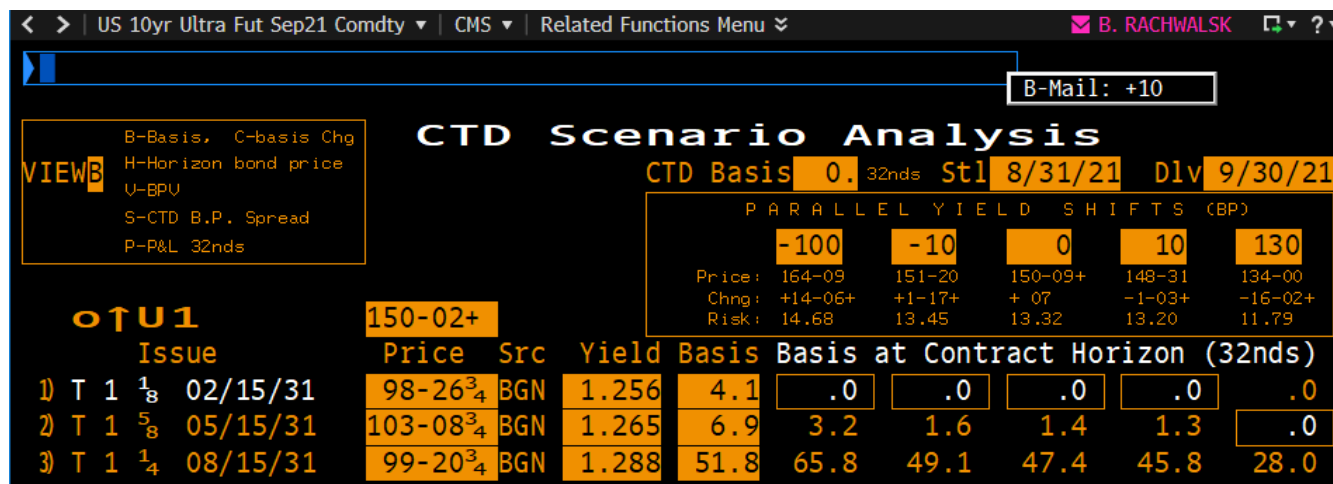 < > US 10yr Ultra Fut Sep21 Comdty ▾ CMS ▾ Related Functions Menu ≫ B. RACHWALSK ?
B-Mail: +10
CTD Scenario Analysis
B-Basis, C-basis Chg
VIEW B H-Horizon bond price
V-BPV
S-CTD B.P. Spread
P-P&L 32nds
CTD Basis 0. 32nds Stl 8/31/21 Dlv 9/30/21
PARALLEL YIELD SHIFTS (BP)
-100 -10 0 10 130
Price: 164-09 151-20 150-09+ 148-31 134-00
Chng: +14-06+ +1-17+ + 07 -1-03+ -16-02+
Risk: 14.68 13.45 13.32 13.20 11.79
o↑U1 150-02+
Issue Price Src Yield Basis Basis at Contract Horizon (32nds)
1) T 1 ⅛ 02/15/31 98-26¾ BGN 1.256 4.1 .0 .0 .0 .0 .0
2) T 1 ⅝ 05/15/31 103-08¾ BGN 1.265 6.9 3.2 1.6 1.4 1.3 .0
3) T 1 ¼ 08/15/31 99-20¾ BGN 1.288 51.8 65.8 49.1 47.4 45.8 28.0